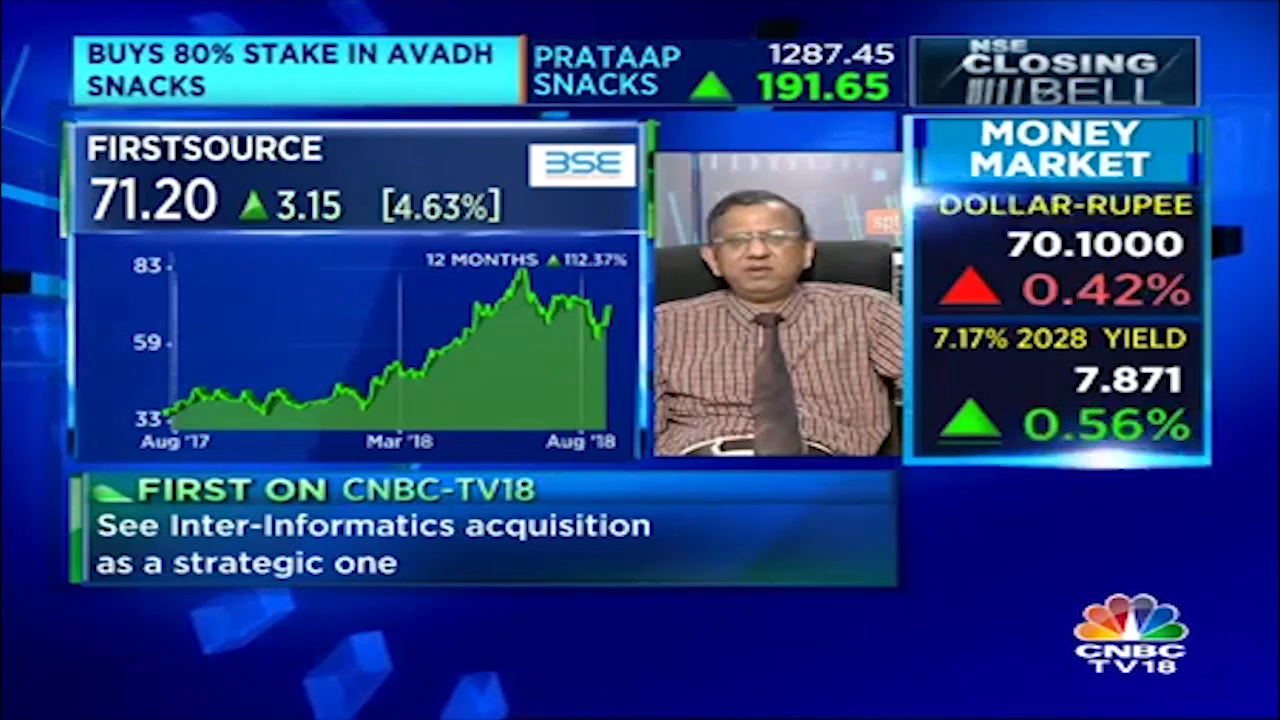 BUYS 80% STAKE IN AVADH
SNACKS
PRATAAP
SNACKS
1287.45
191.65
NSE
CLOSING
BELL
FIRSTSOURCE
71.20 3.15 [4.63%]
BSE
12 MONTHS 112.37%
83
59
33
Aug '17 Mar '18 Aug '18
MONEY
MARKET
DOLLAR-RUPEE
70.1000
0.42%
7.17% 2028 YIELD
7.871
0.56%
FIRST ON CNBC-TV18
See Inter-Informatics acquisition
as a strategic one
CNBC
TV18